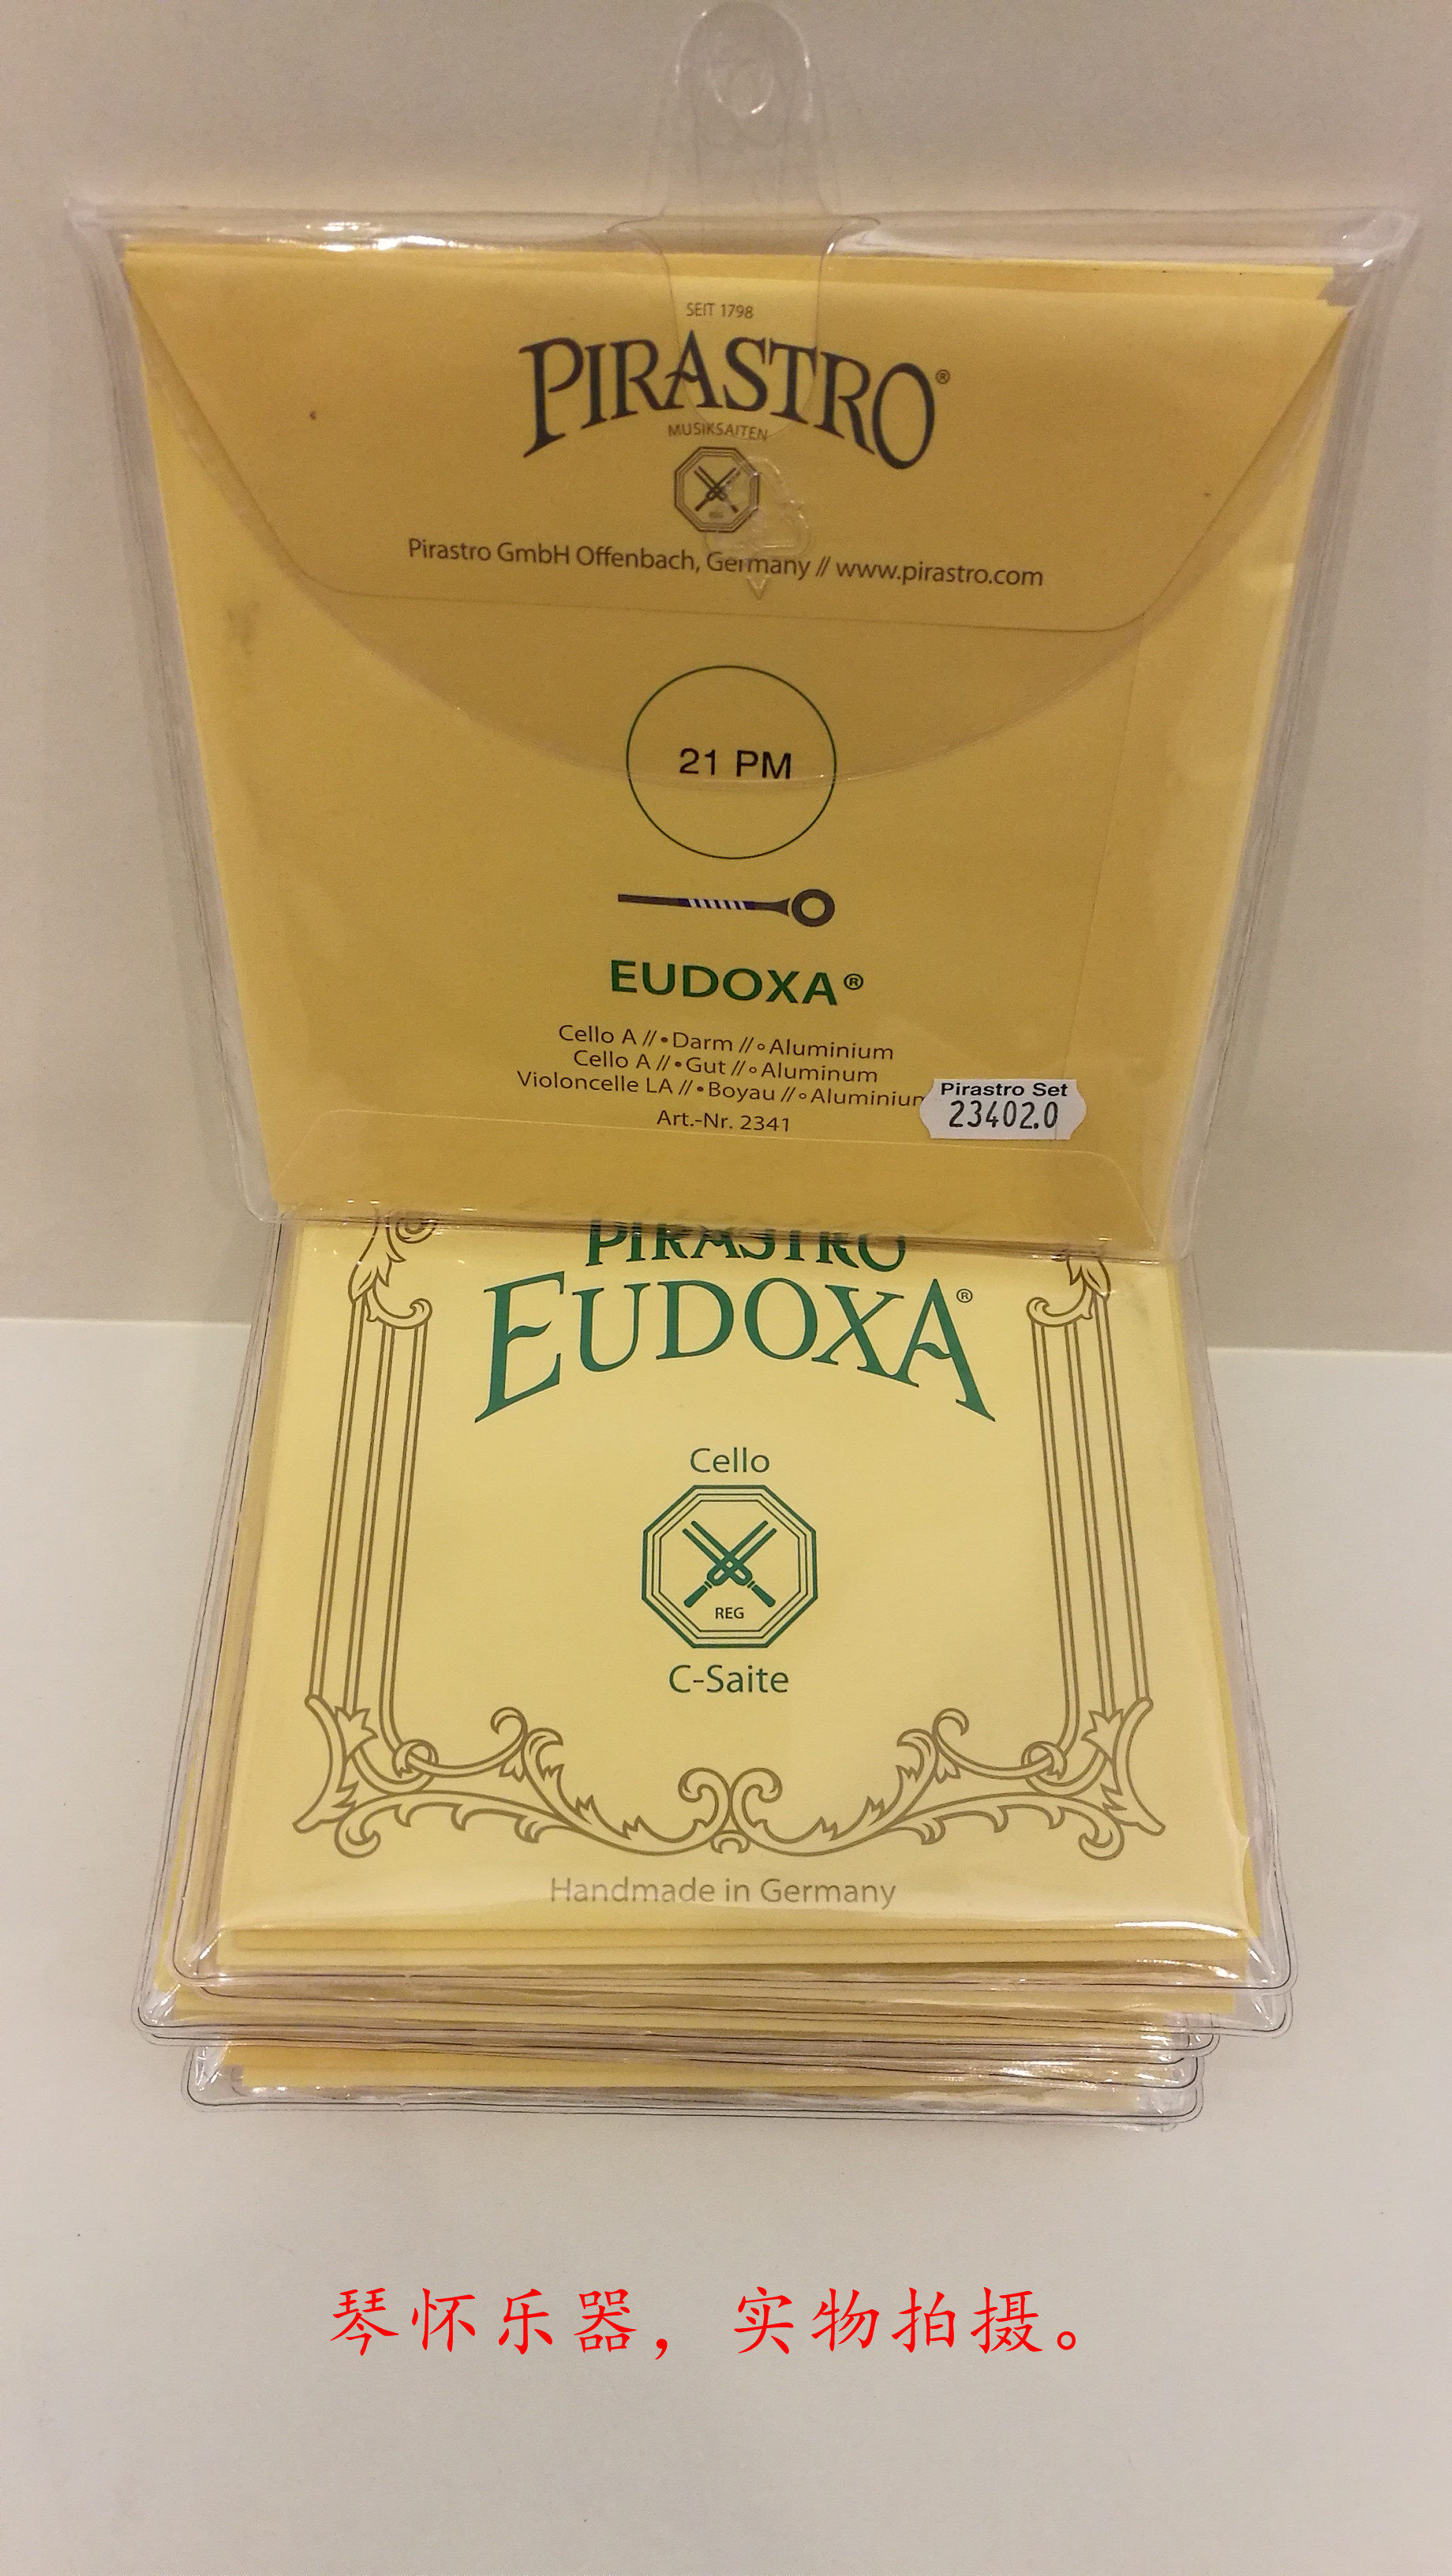 SEIT 1798
PIRASTRO®
MUSIKSAITEN
REG
Pirastro GmbH Offenbach, Germany // www.pirastro.com
21 PM
EUDOXA®
Cello A //•Darm //◦Aluminium
Cello A //•Gut //◦Aluminum
Violoncelle LA //•Boyau //◦Aluminium
Art.-Nr. 2341
Pirastro Set
23402.0
PIRASTRO
EUDOXA®
Cello
REG
C-Saite
Handmade in Germany
琴怀乐器，实物拍摄。